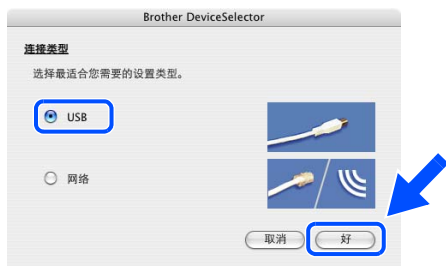 Brother DeviceSelector
连接类型
选择最适合您需要的设置类型。
USB
网络
取消 好